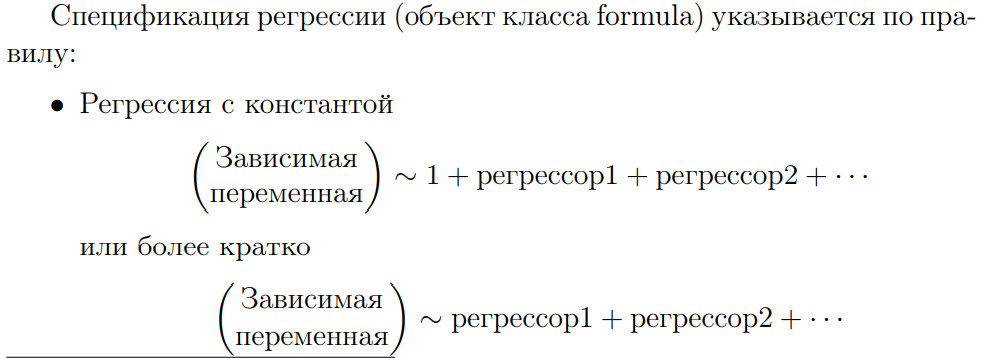 Спецификация регрессии (объект класса formula) указывается по пра-
вилу:
• Регрессия с константой
(Зависимая
переменная) ∼ 1 + регрессор1 + регрессор2 + ···
или более кратко
(Зависимая
переменная) ∼ регрессор1 + регрессор2 + ···